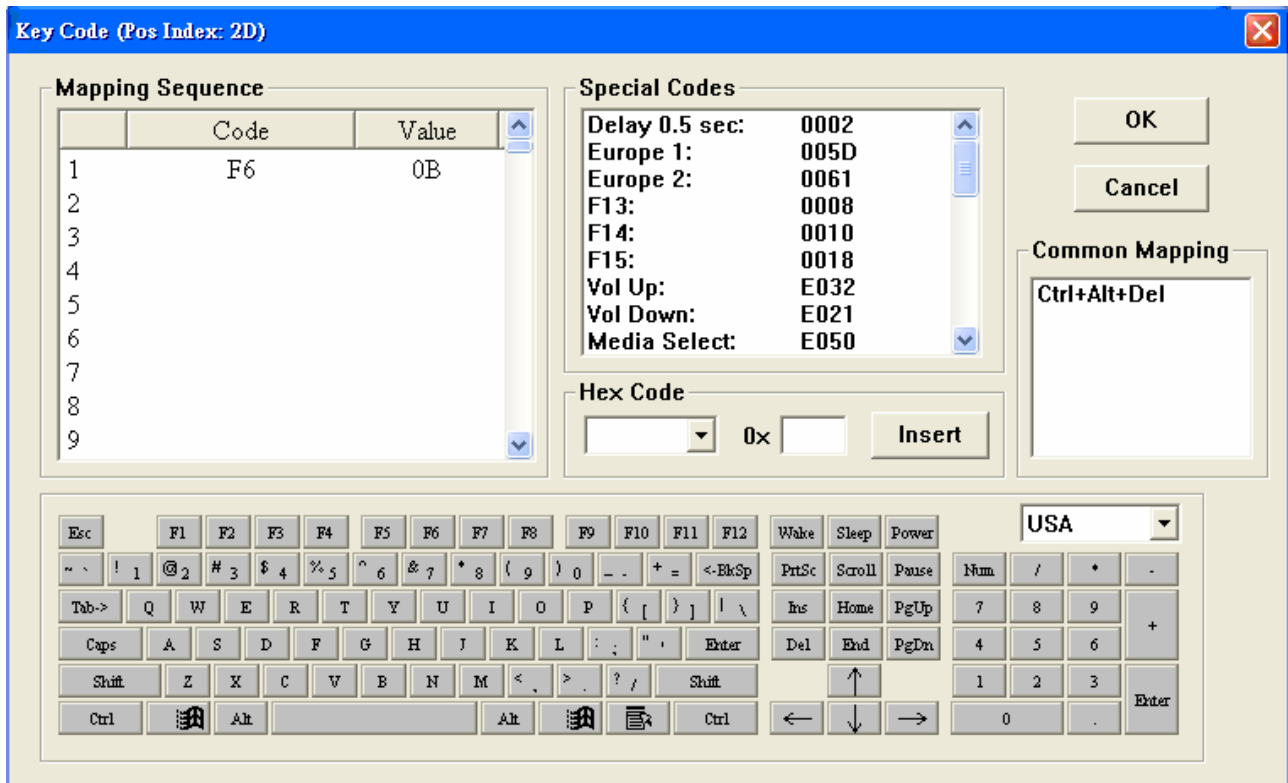 Key Code (Pos Index: 2D)
Mapping Sequence
Code Value
1 F6 0B
2
3
4
5
6
7
8
9
Special Codes
Delay 0.5 sec: 0002
Europe 1: 005D
Europe 2: 0061
F13: 0008
F14: 0010
F15: 0018
Vol Up: E032
Vol Down: E021
Media Select: E050
Hex Code
0x Insert
OK
Cancel
Common Mapping
Ctrl+Alt+Del
USA
Esc F1 F2 F3 F4 F5 F6 F7 F8 F9 F10 F11 F12 Wake Sleep Power
~ ` ! 1 @ 2 # 3 $ 4 % 5 ^ 6 & 7 * 8 ( 9 ) 0 _ - + = <-BkSp PrtSc Scroll Pause Num / * -
Tab-> Q W E R T Y U I O P { [ } ] | \ Ins Home PgUp 7 8 9 +
Caps A S D F G H J K L : ; " ' Enter Del End PgDn 4 5 6
Shift Z X C V B N M < , > . ? / Shift ↑ 1 2 3 Enter
Ctrl Alt Alt Ctrl ← ↓ → 0 .